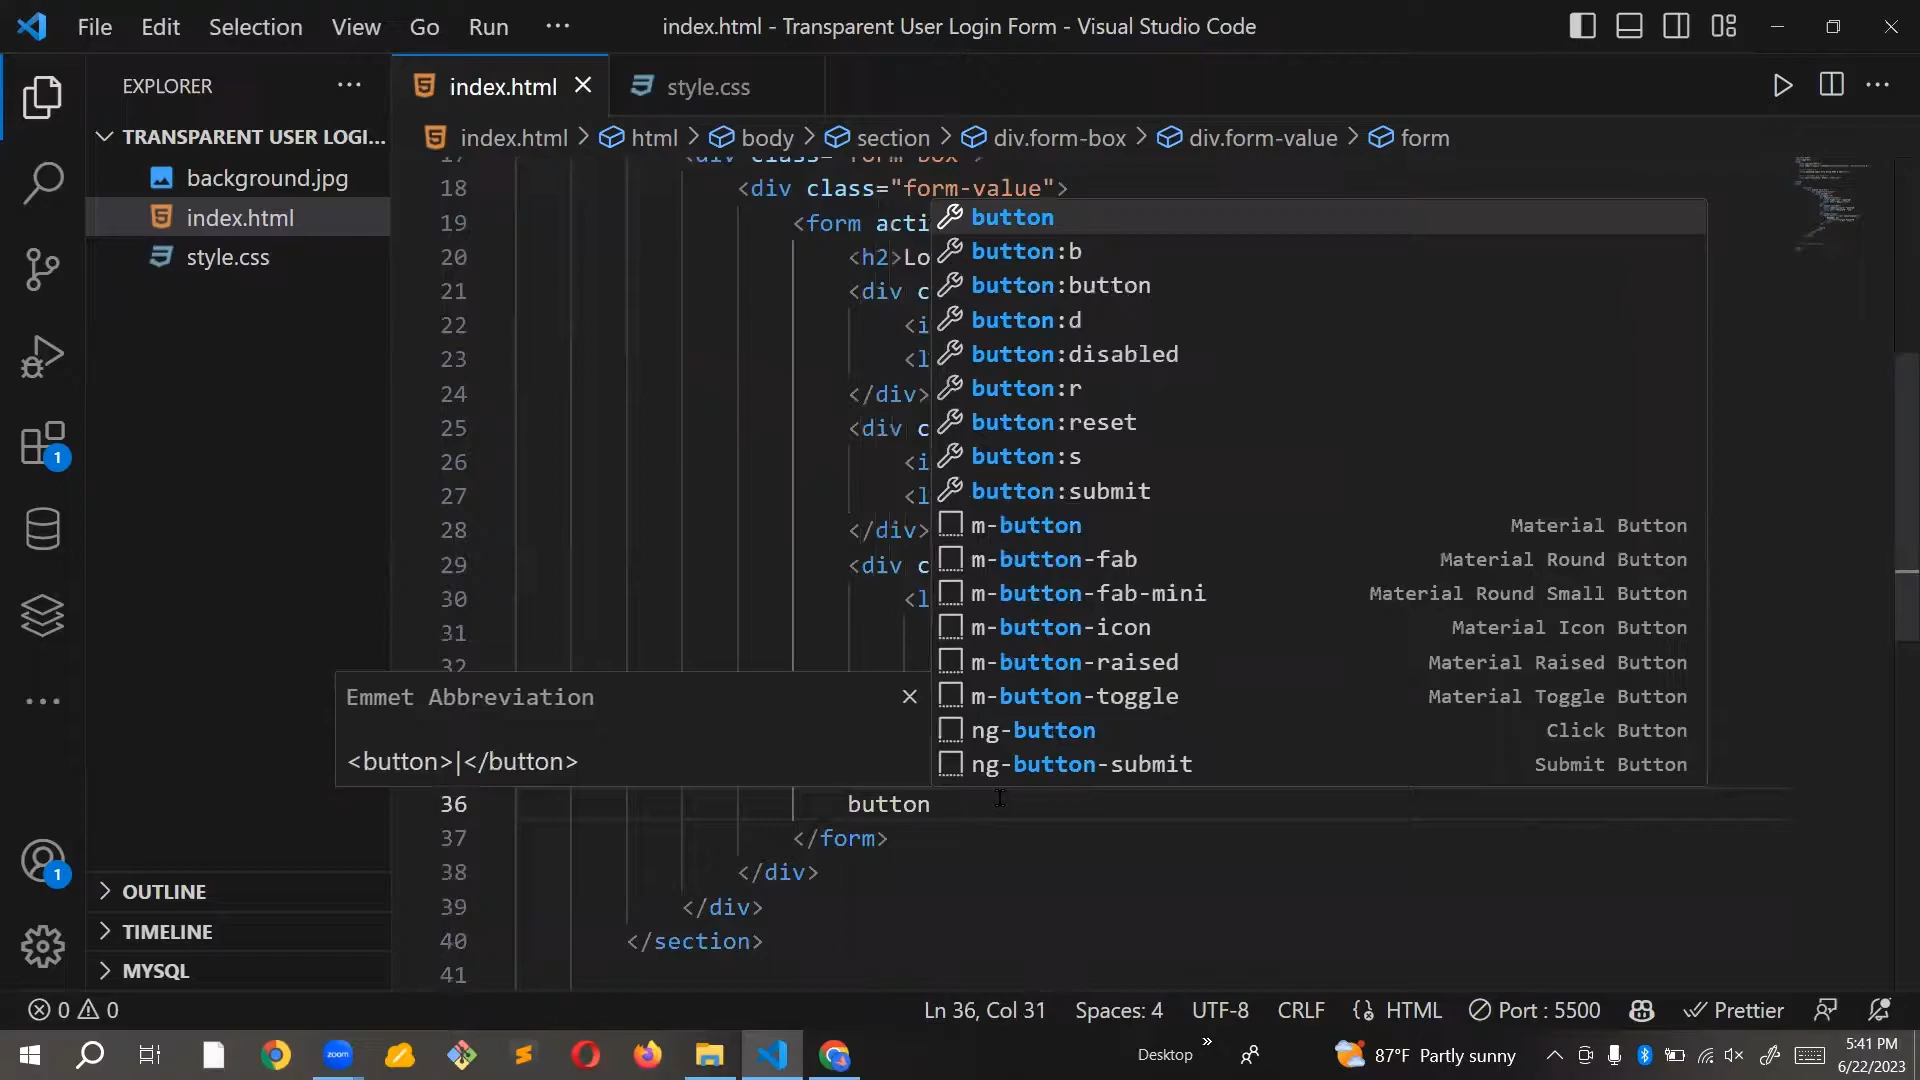 File Edit Selection View Go Run ··· index.html - Transparent User Login Form - Visual Studio Code
EXPLORER
TRANSPARENT USER LOGI...
background.jpg
index.html
style.css
OUTLINE
TIMELINE
MYSQL
1
1
index.html style.css
index.html > html > body > section > div.form-box > div.form-value > form
18 <div class="form-value">
19 <form acti
20 <h2>Lo
21 <div c
22 <i
23 <l
24 </div>
25 <div c
26 <i
27 <l
28 </div>
29 <div c
30 <l
31
32
button
button:b
button:button
button:d
button:disabled
button:r
button:reset
button:s
button:submit
m-button Material Button
m-button-fab Material Round Button
m-button-fab-mini Material Round Small Button
m-button-icon Material Icon Button
m-button-raised Material Raised Button
m-button-toggle Material Toggle Button
ng-button Click Button
ng-button-submit Submit Button
Emmet Abbreviation
<button>|</button>
36 button
37 </form>
38 </div>
39 </div>
40 </section>
41
0 0 Ln 36, Col 31 Spaces: 4 UTF-8 CRLF HTML Port : 5500 Prettier
zoom
Desktop 87°F Partly sunny
5:41 PM
6/22/2023